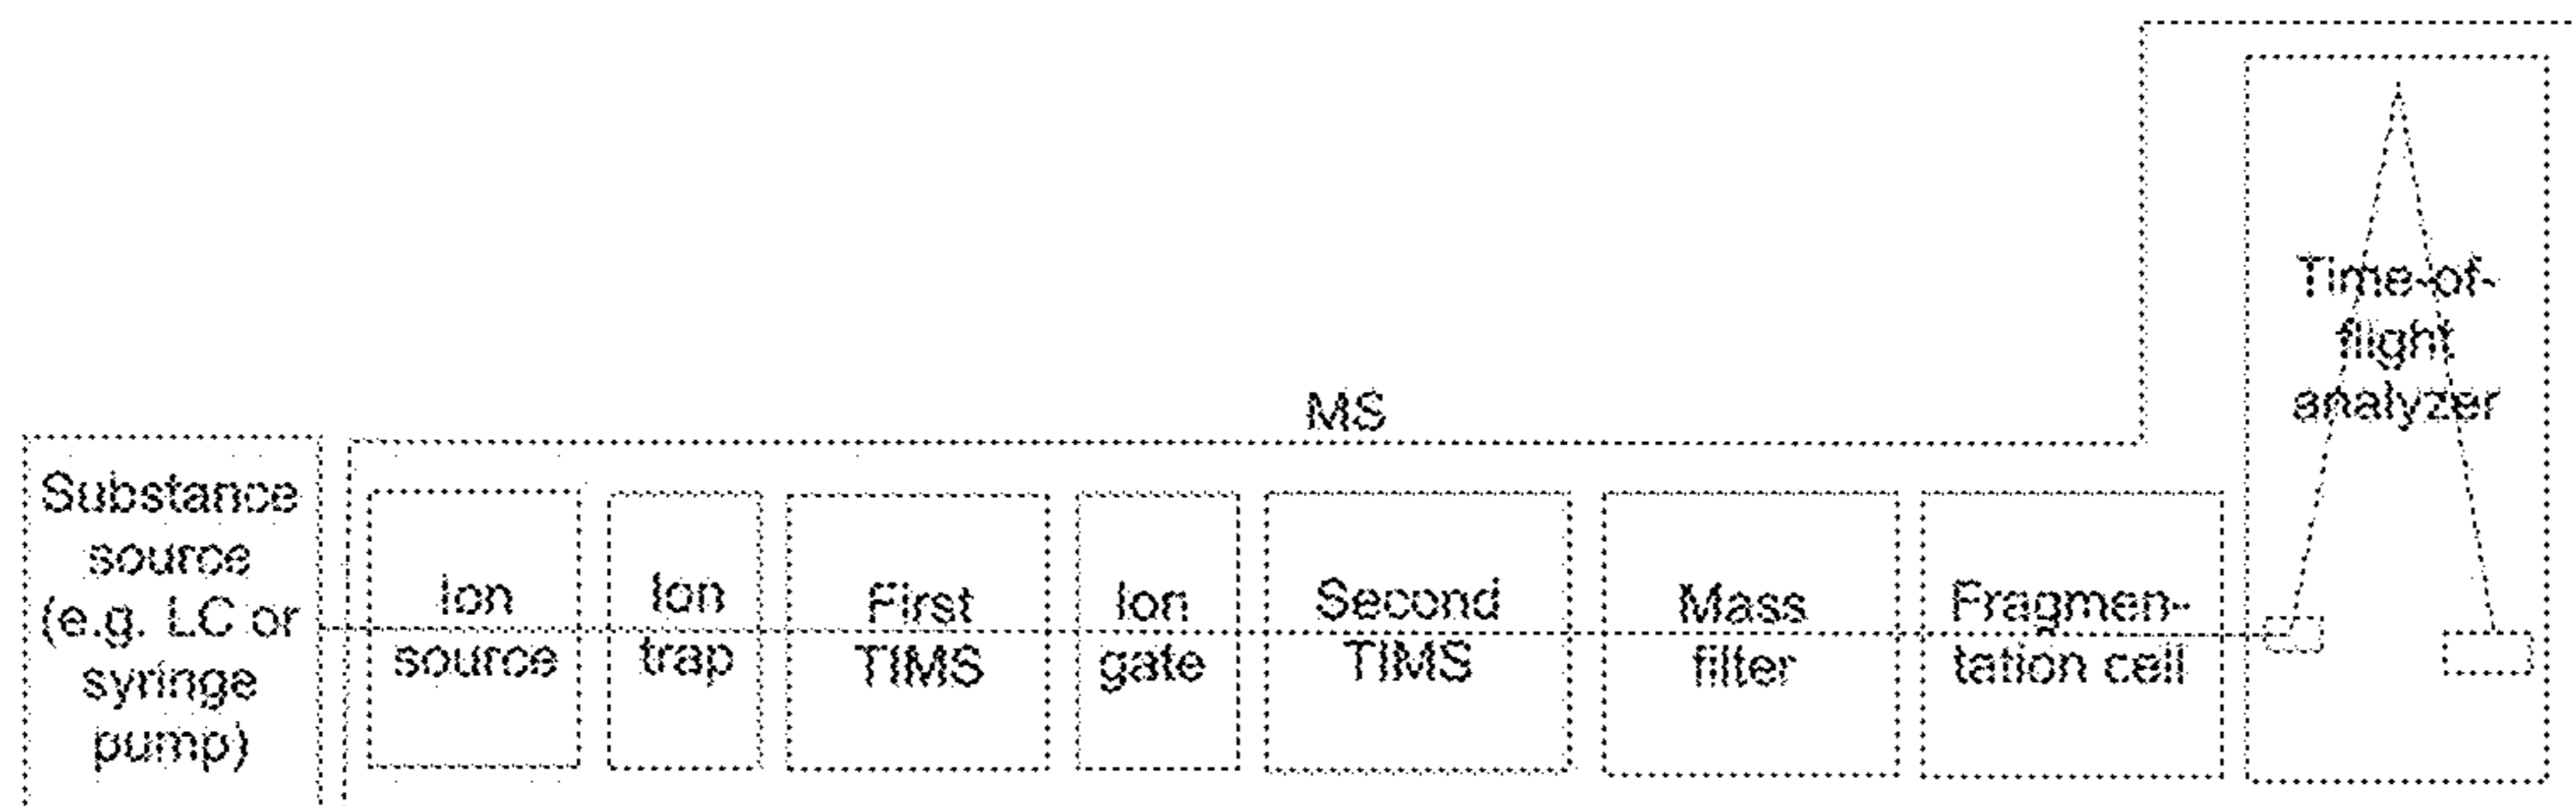 MS
Substance
source
(e.g. LC or
syringe
pump)
Ion
source
Ion
trap
First
TIMS
Ion
gate
Second
TIMS
Mass
filter
Fragmen-
tation cell
Time-of-
flight
analyzer